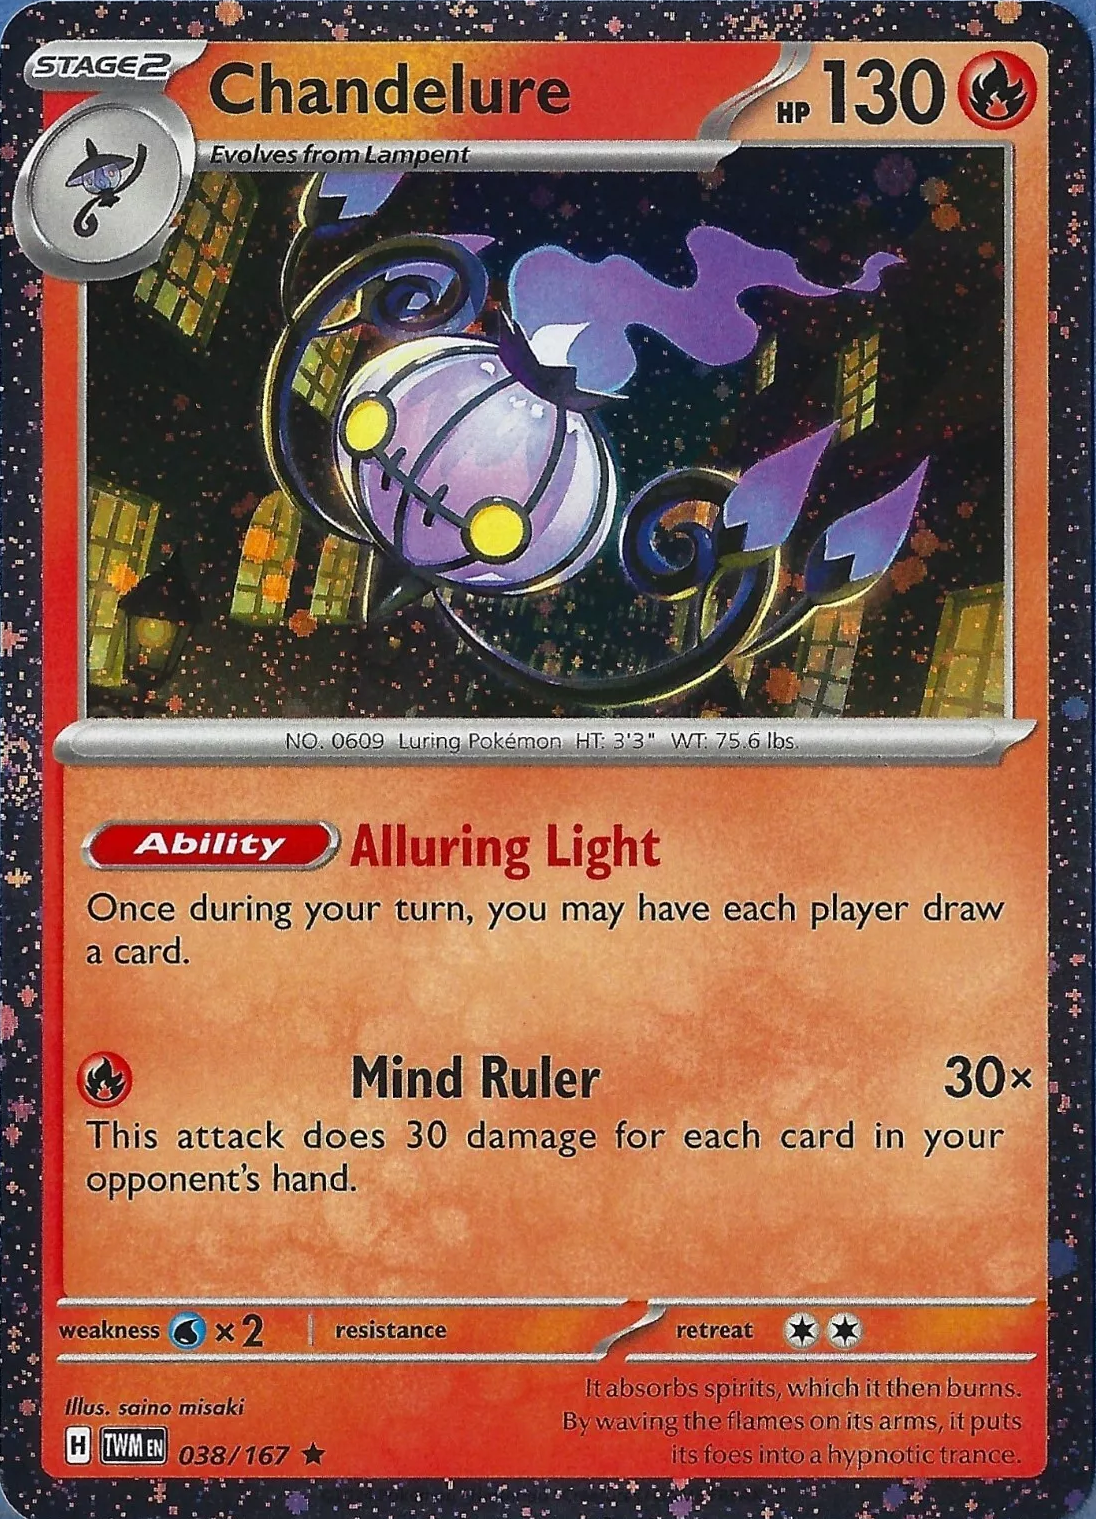 STAGE2
Chandelure
HP 130
Evolves from Lampent
NO. 0609 Luring Pokémon HT: 3'3" WT: 75.6 lbs.
Ability Alluring Light
Once during your turn, you may have each player draw
a card.
Mind Ruler 30×
This attack does 30 damage for each card in your
opponent's hand.
weakness ×2 resistance retreat
Illus. saino misaki
H TWM EN 038/167 ★
It absorbs spirits, which it then burns.
By waving the flames on its arms, it puts
its foes into a hypnotic trance.